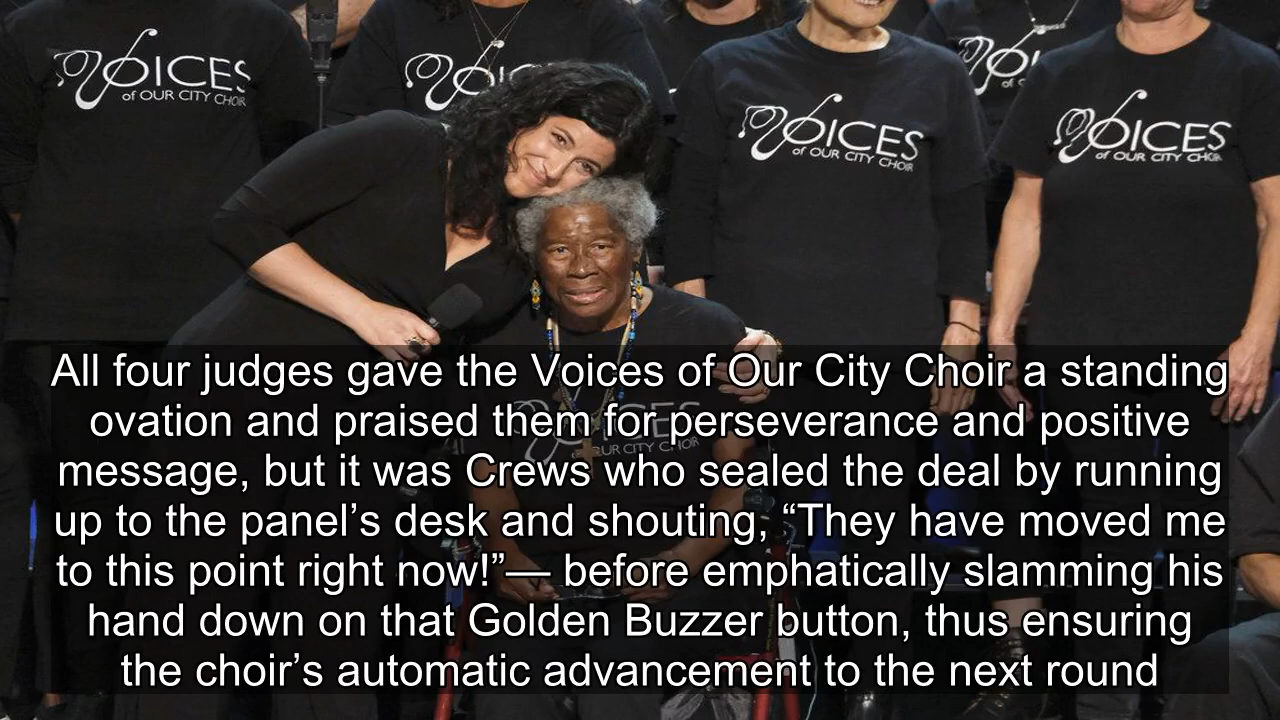 VOICES
of OUR CITY CHOIR
VOICES
of OUR CITY CHOIR
VOICES
of OUR CITY CHOIR
All four judges gave the Voices of Our City Choir a standing
ovation and praised them for perseverance and positive
message, but it was Crews who sealed the deal by running
up to the panel’s desk and shouting, “They have moved me
to this point right now!”— before emphatically slamming his
hand down on that Golden Buzzer button, thus ensuring
the choir’s automatic advancement to the next round